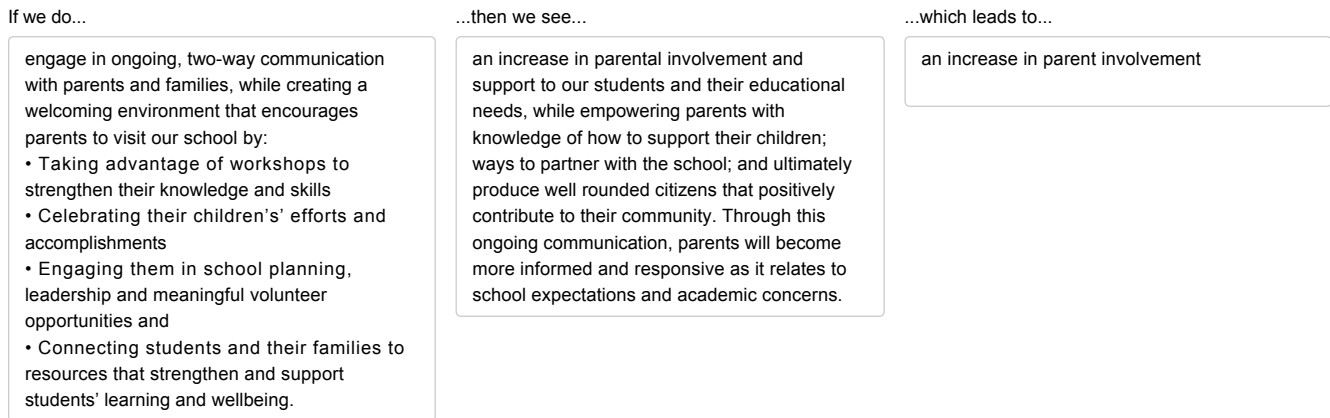 If we do...
engage in ongoing, two-way communication
with parents and families, while creating a
welcoming environment that encourages
parents to visit our school by:
• Taking advantage of workshops to
strengthen their knowledge and skills
• Celebrating their children's' efforts and
accomplishments
• Engaging them in school planning,
leadership and meaningful volunteer
opportunities and
• Connecting students and their families to
resources that strengthen and support
students' learning and wellbeing.
...then we see...
an increase in parental involvement and
support to our students and their educational
needs, while empowering parents with
knowledge of how to support their children;
ways to partner with the school; and ultimately
produce well rounded citizens that positively
contribute to their community. Through this
ongoing communication, parents will become
more informed and responsive as it relates to
school expectations and academic concerns.
...which leads to...
an increase in parent involvement